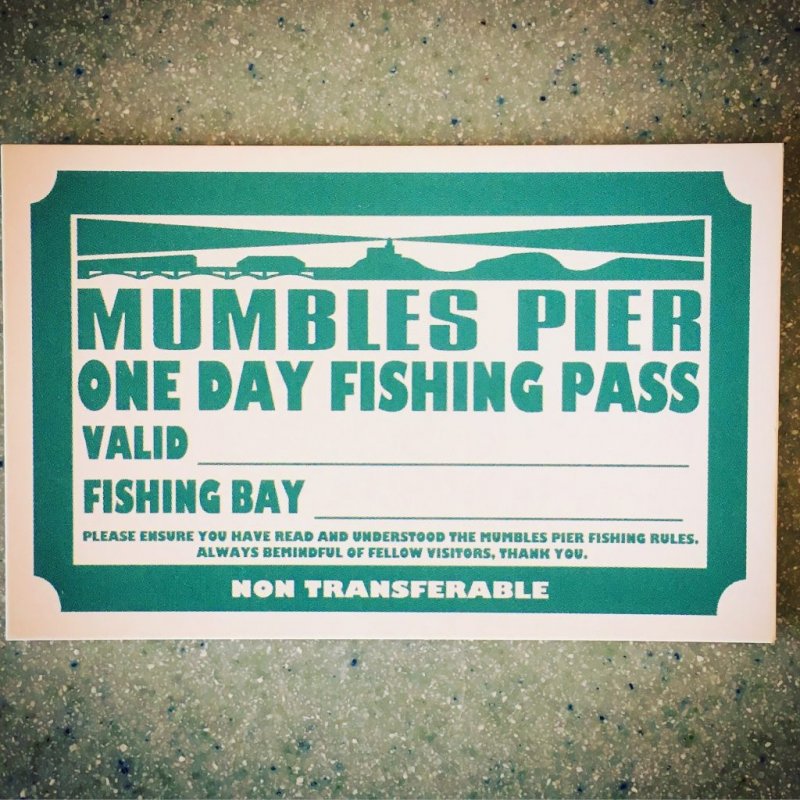 MUMBLES PIER
ONE DAY FISHING PASS
VALID
FISHING BAY
PLEASE ENSURE YOU HAVE READ AND UNDERSTOOD THE MUMBLES PIER FISHING RULES.
ALWAYS BEMINDFUL OF FELLOW VISITORS, THANK YOU.
NON TRANSFERABLE